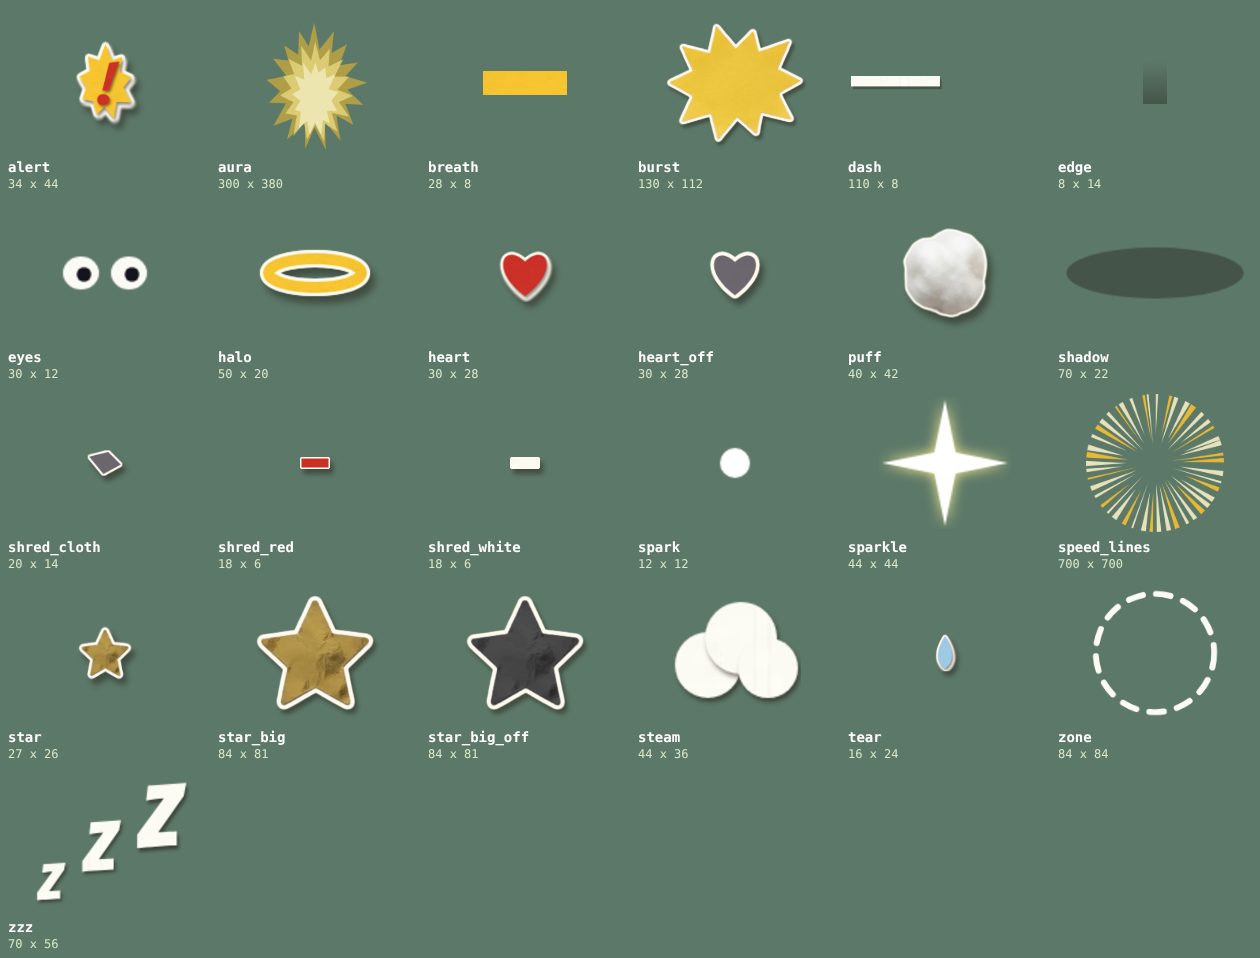 !
alert
34 x 44
aura
300 x 380
breath
28 x 8
burst
130 x 112
dash
110 x 8
edge
8 x 14
eyes
30 x 12
halo
50 x 20
heart
30 x 28
heart_off
30 x 28
puff
40 x 42
shadow
70 x 22
shred_cloth
20 x 14
shred_red
18 x 6
shred_white
18 x 6
spark
12 x 12
sparkle
44 x 44
speed_lines
700 x 700
star
27 x 26
star_big
84 x 81
star_big_off
84 x 81
steam
44 x 36
tear
16 x 24
zone
84 x 84
z z Z
zzz
70 x 56